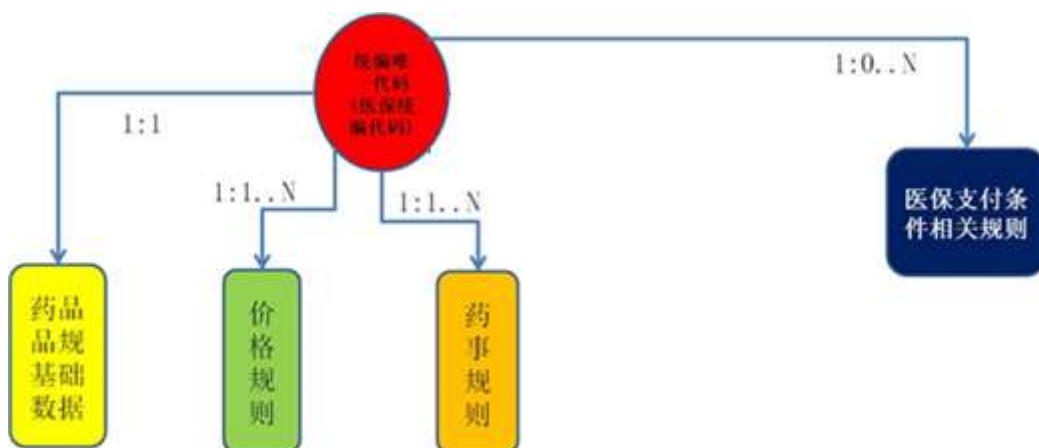 统编唯
一代码
(医保统
编代码)
1:0..N
1:1
1:1..N
1:1..N
医保支付条
件相关规则
药品
品规
基础
数据
价
格
规
则
药
事
规
则